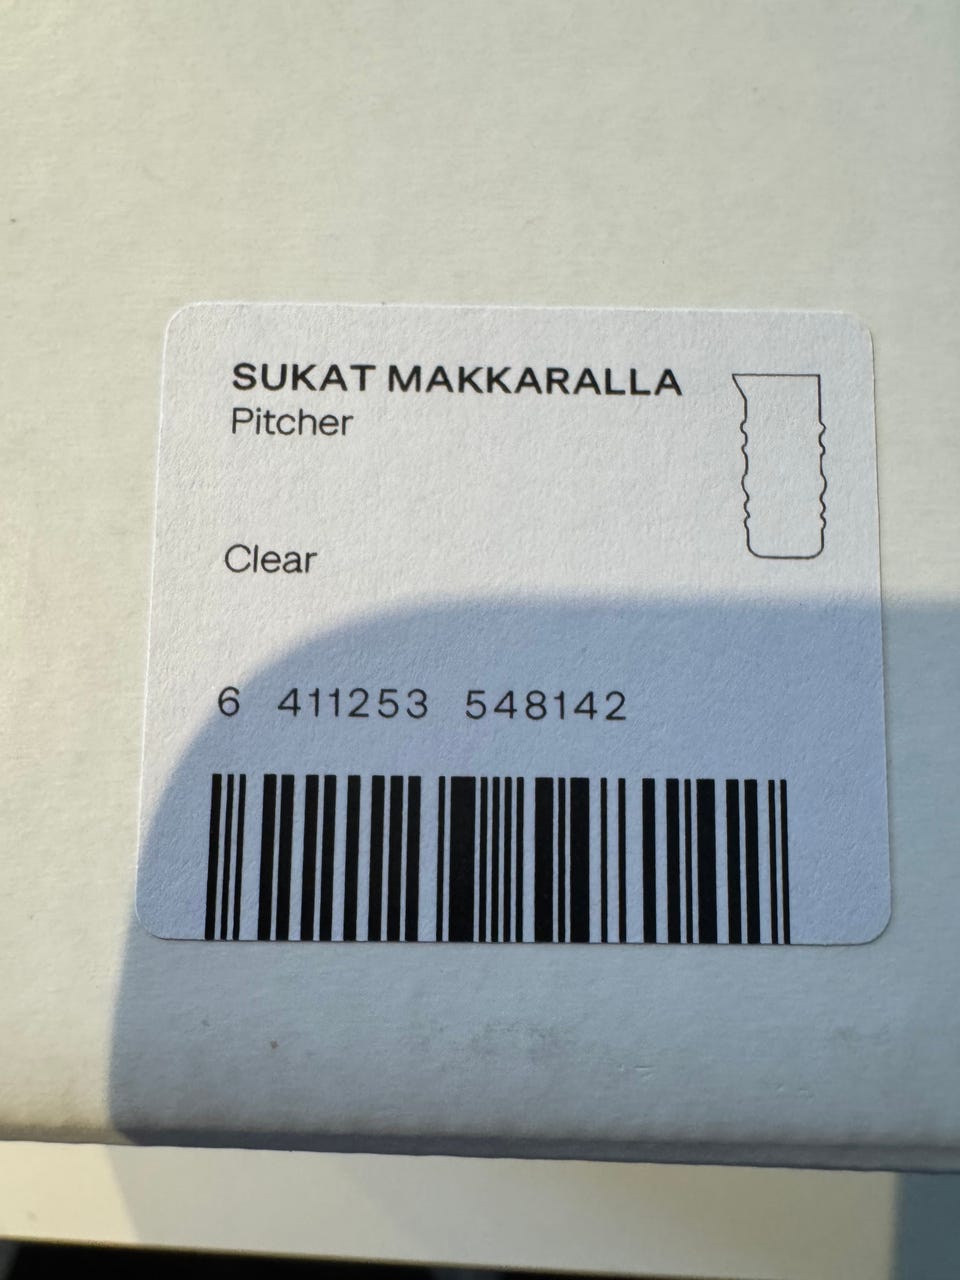 SUKAT MAKKARALLA
Pitcher
Clear
6 411253 548142